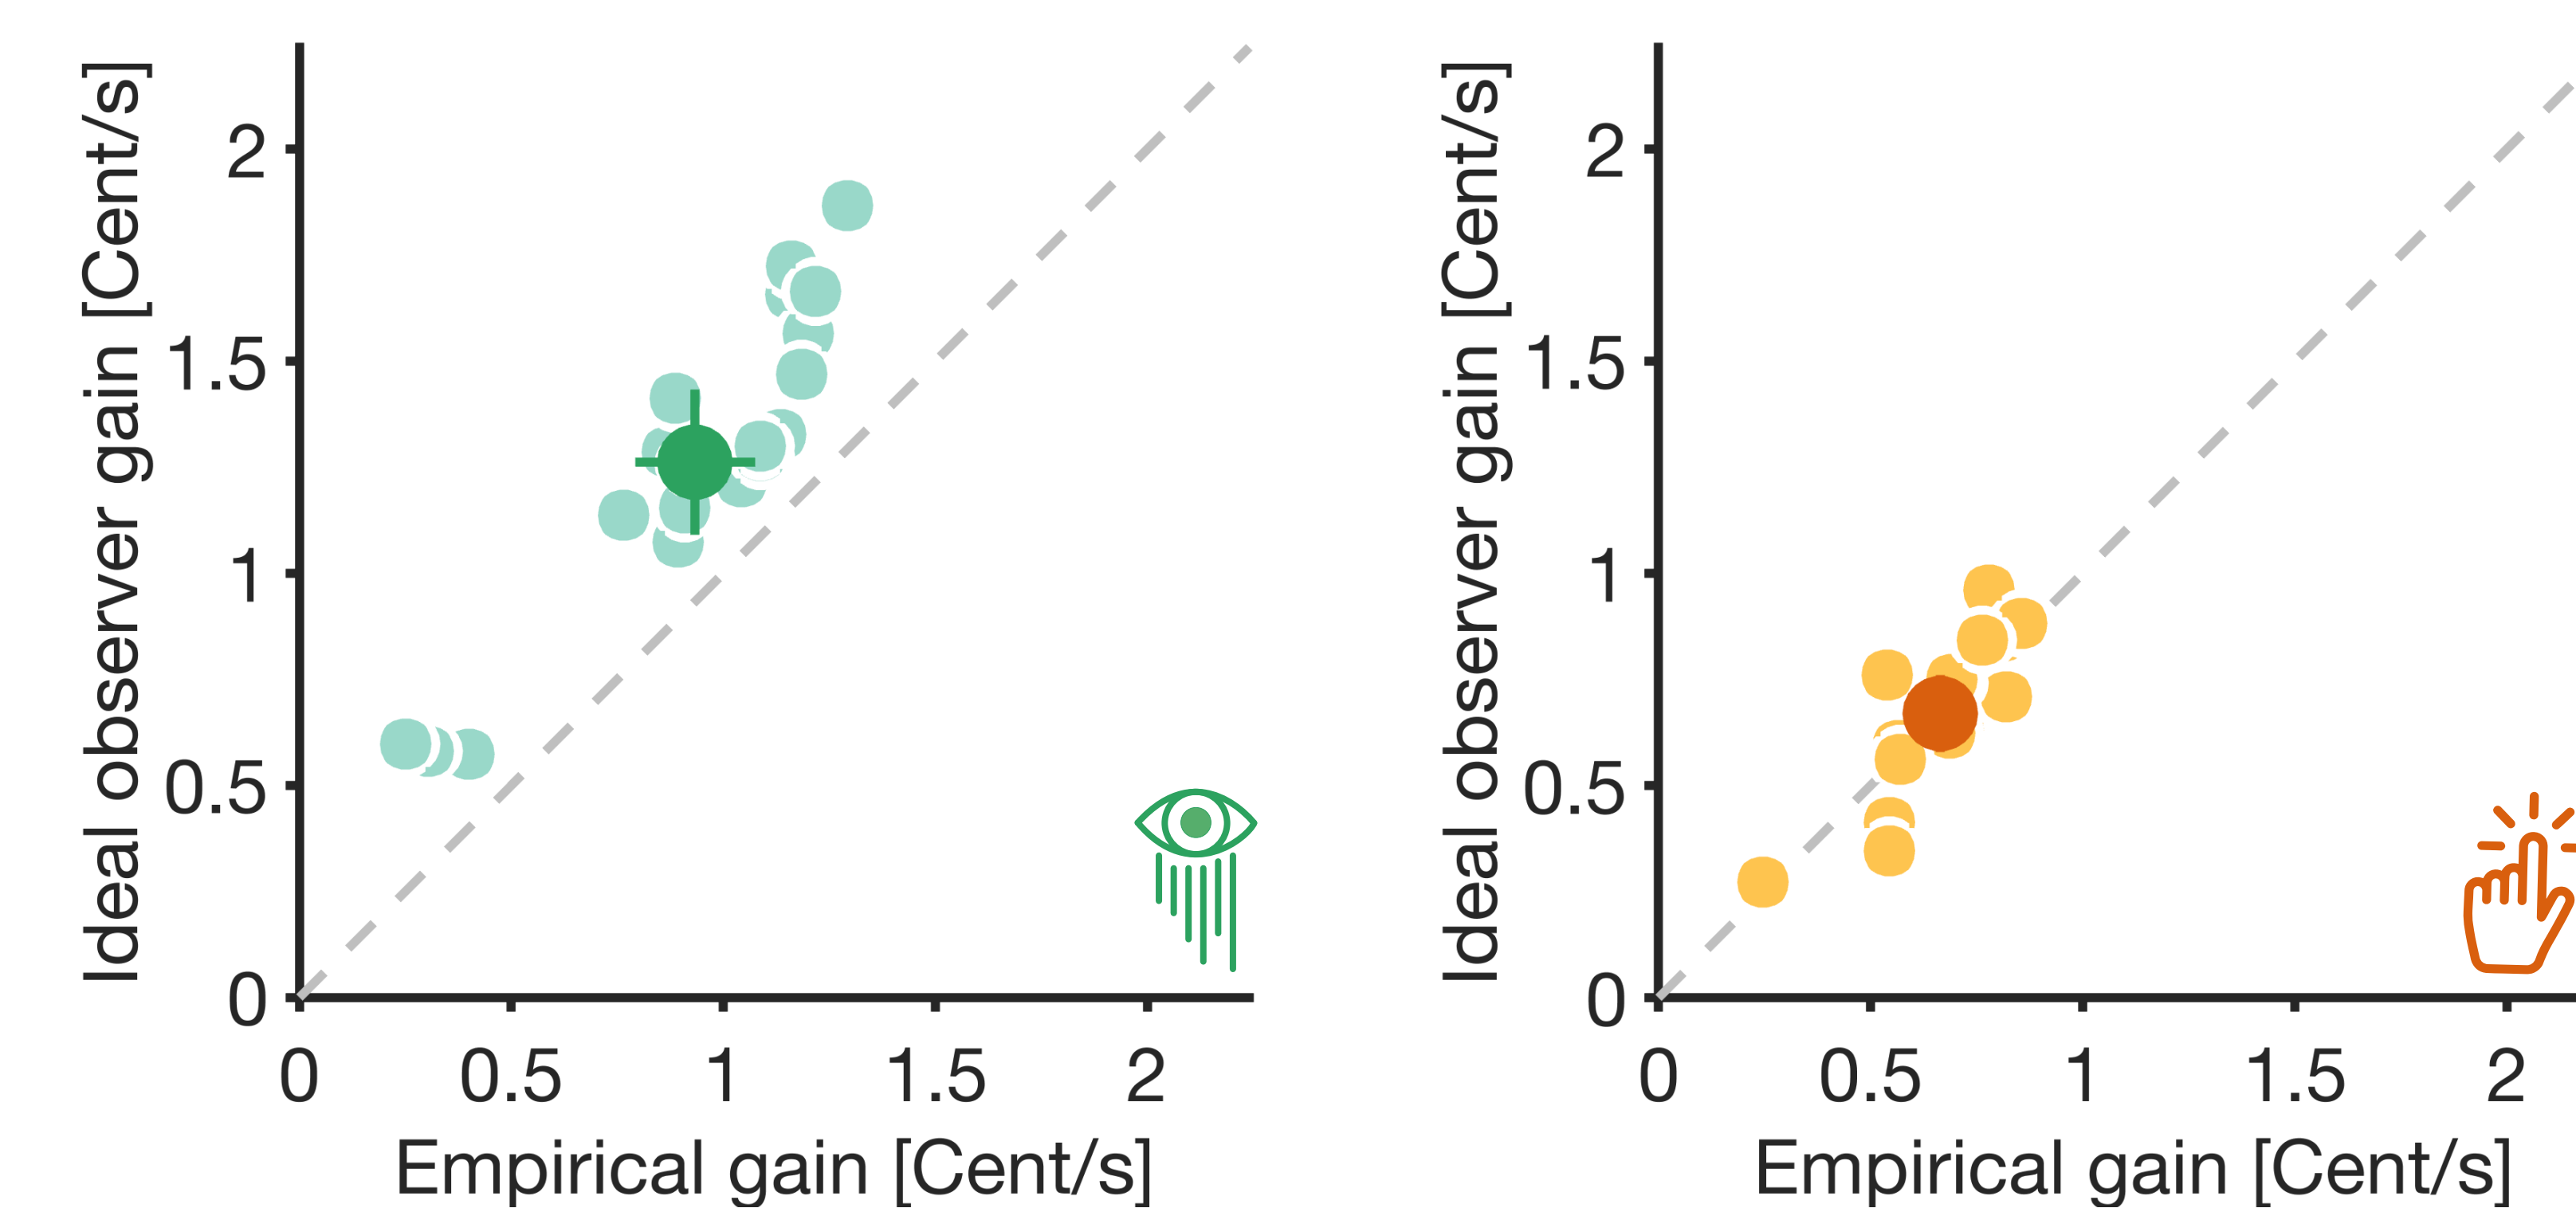 Ideal observer gain [Cent/s]
2
1.5
1
0.5
0
0 0.5 1 1.5 2
Empirical gain [Cent/s]
Ideal observer gain [Cent/s]
2
1.5
1
0.5
0
0 0.5 1 1.5 2
Empirical gain [Cent/s]